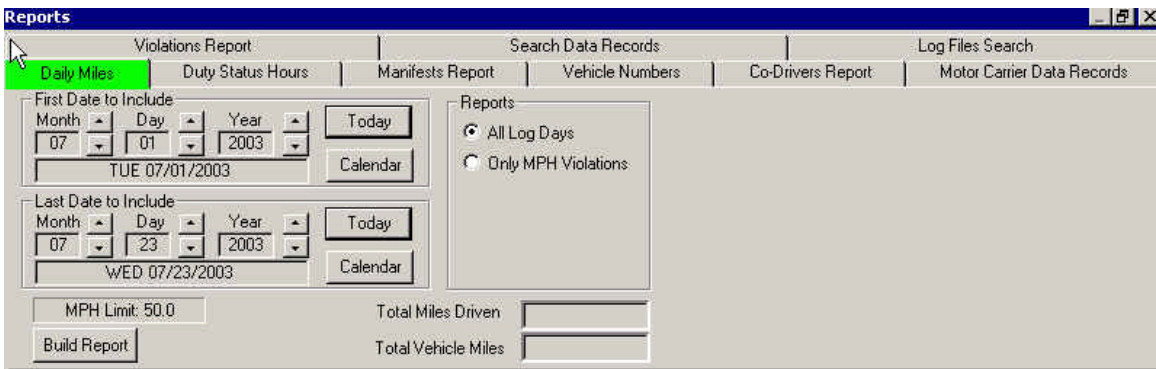 Reports
Violations Report Search Data Records Log Files Search
Daily Miles Duty Status Hours Manifests Report Vehicle Numbers Co-Drivers Report Motor Carrier Data Records
First Date to Include
Month Day Year
07 01 2003
TUE 07/01/2003
Today
Calendar
Last Date to Include
Month Day Year
07 23 2003
WED 07/23/2003
Today
Calendar
Reports
All Log Days
Only MPH Violations
MPH Limit: 50.0
Build Report
Total Miles Driven
Total Vehicle Miles